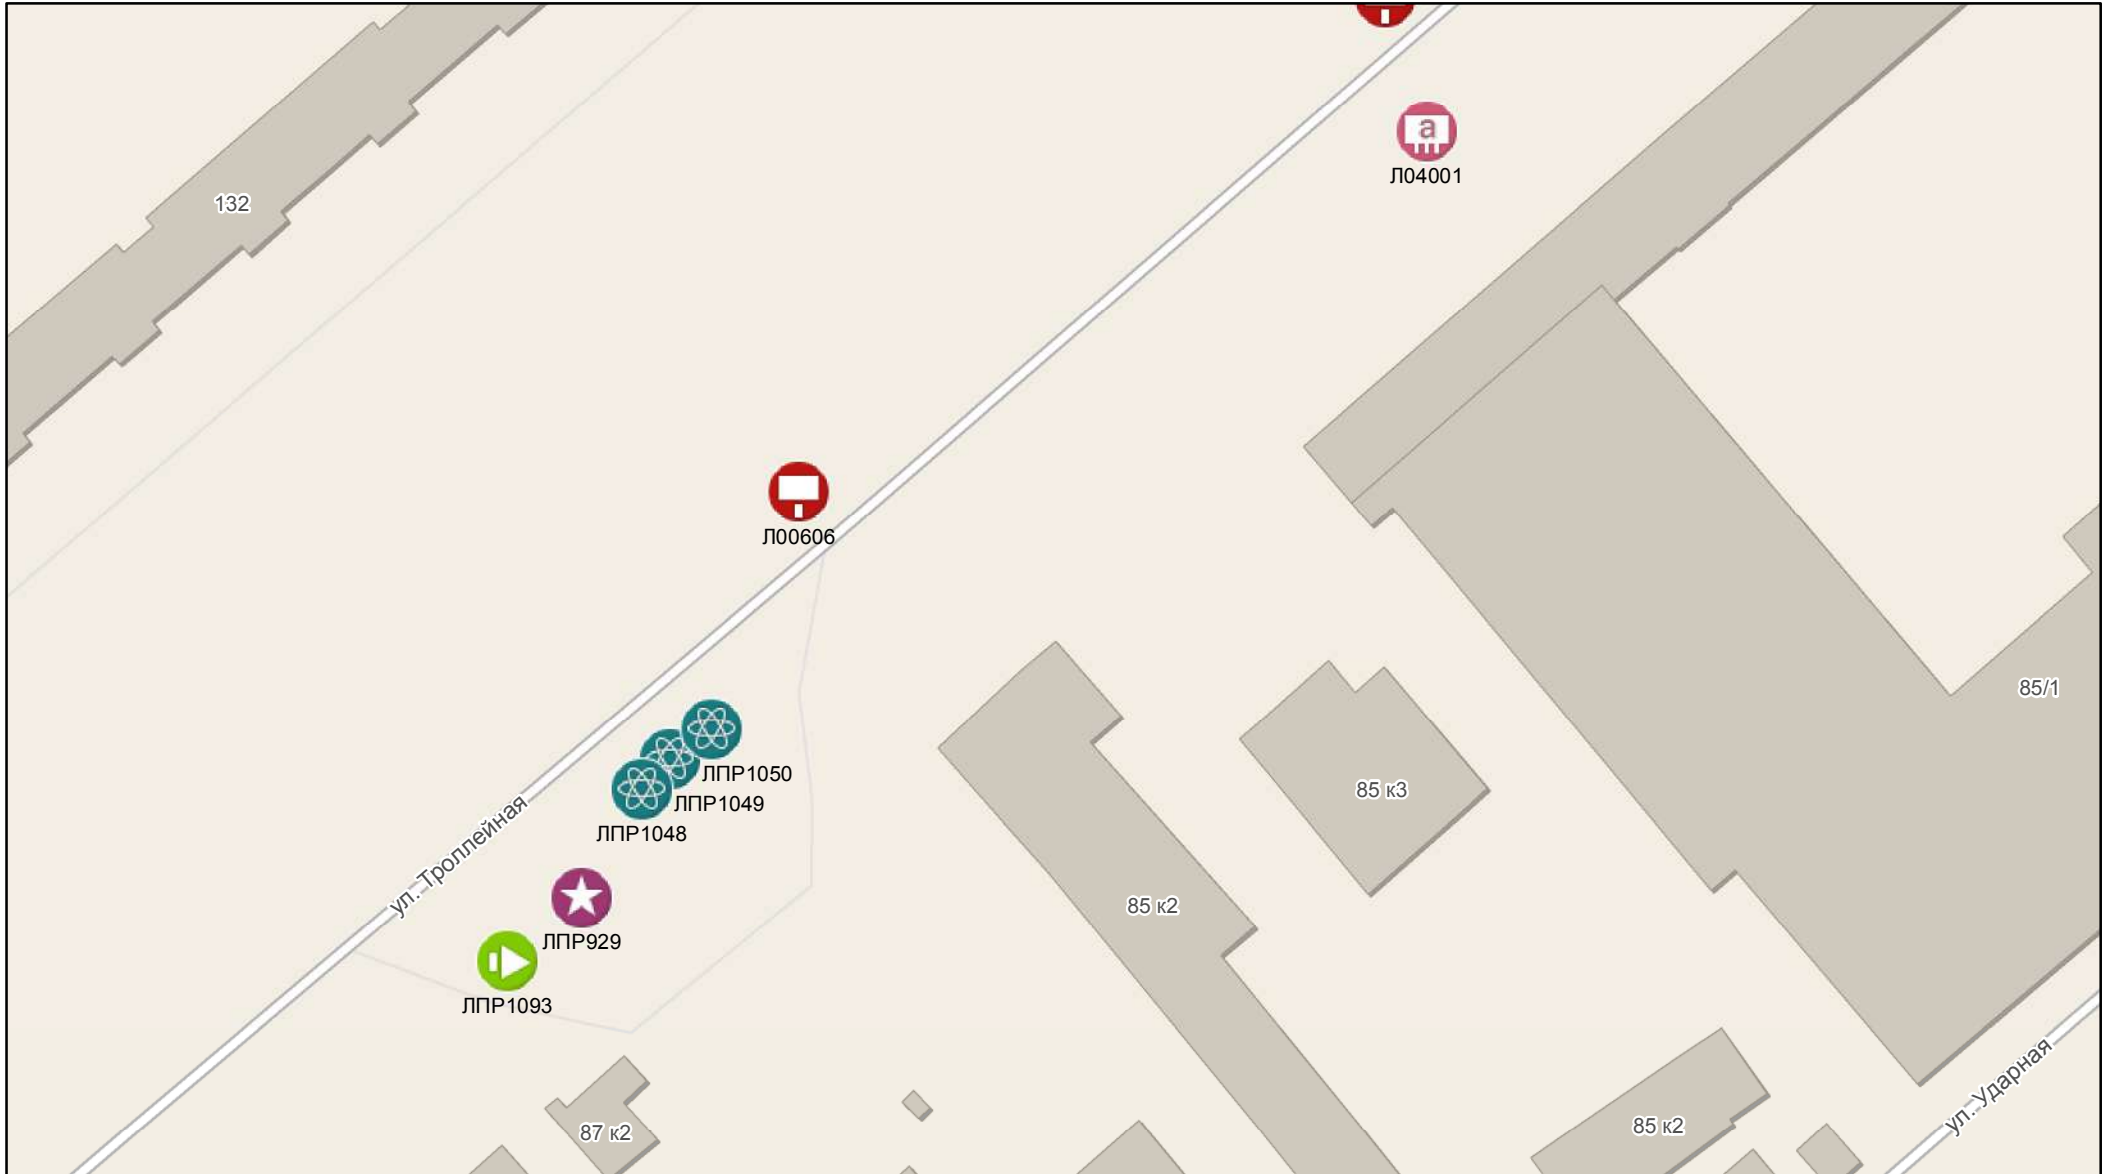 a
Л04001
132
Л00606
85/1
ЛПР1050
85 к3
ЛПР1049
ЛПР1048
ул. Троллейная
85 к2
ЛПР929
ЛПР1093
ул. Ударная
85 к2
87 к2